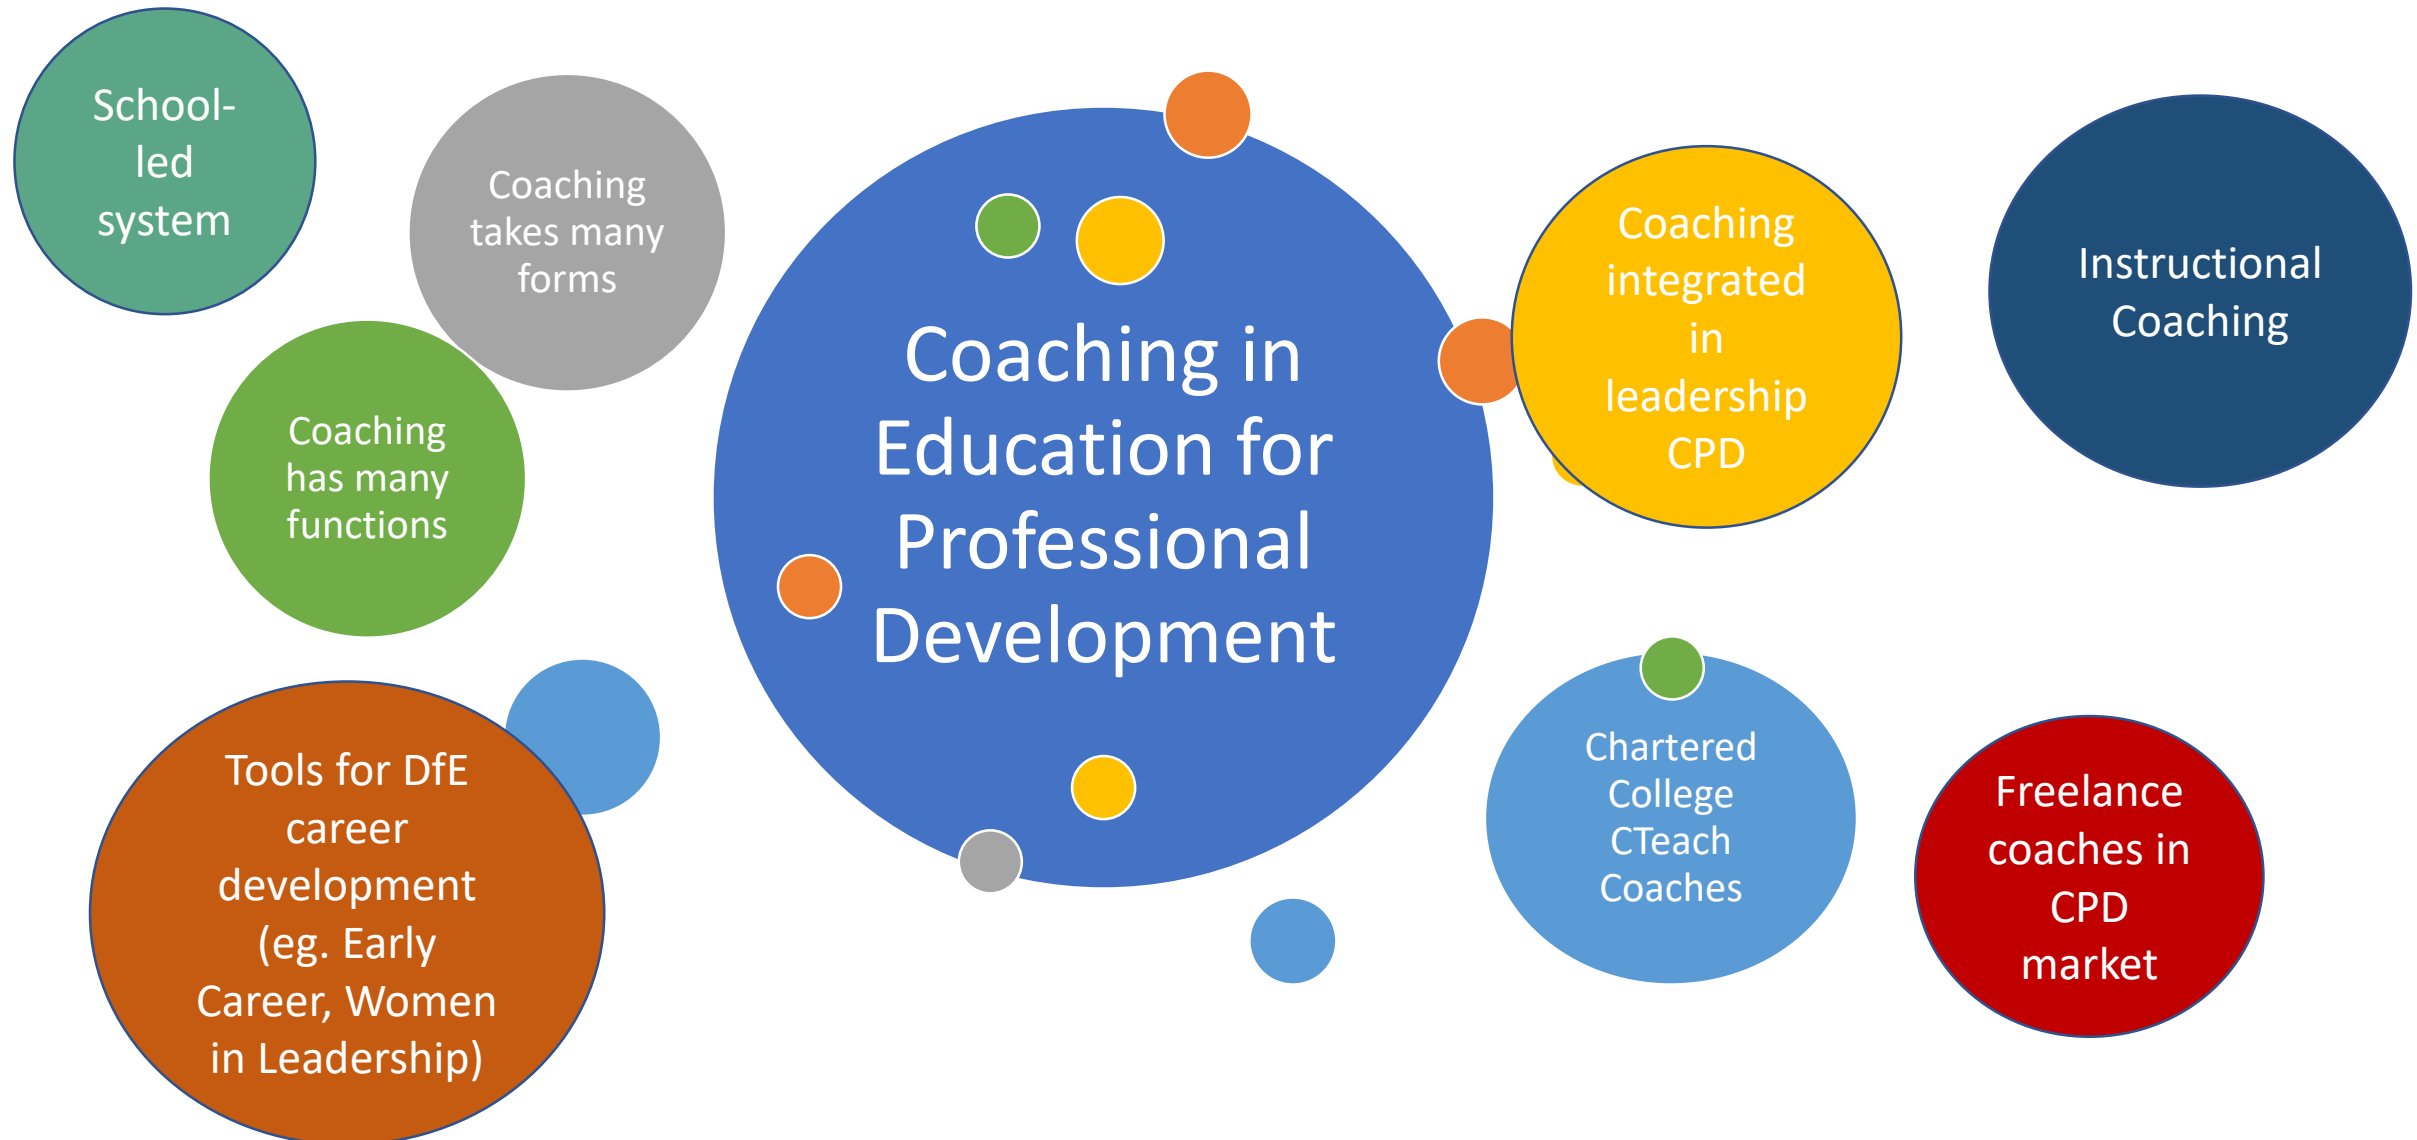 School-
led
system
Coaching
takes many
forms
Coaching
has many
functions
Tools for DfE
career
development
(eg. Early
Career, Women
in Leadership)
Coaching in
Education for
Professional
Development
Coaching
integrated
in
leadership
CPD
Instructional
Coaching
Chartered
College
CTeach
Coaches
Freelance
coaches in
CPD
market